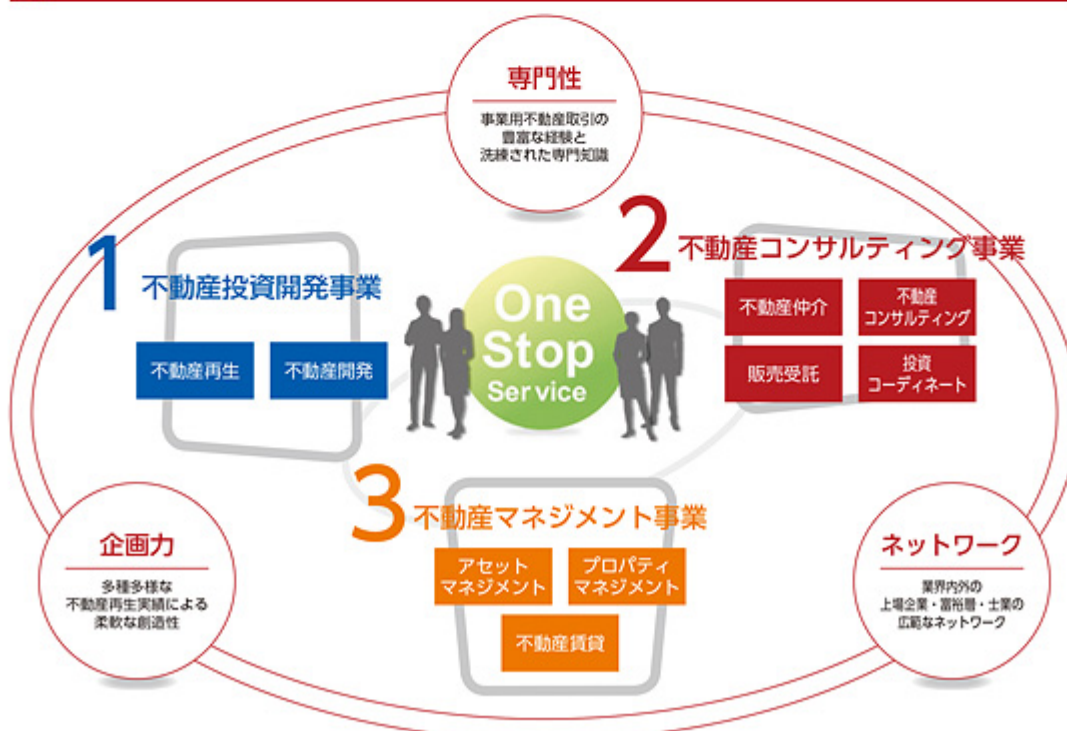 専門性
事業用不動産取引の
豊富な経験と
洗練された専門知識
1
不動産投資開発事業
不動産再生
不動産開発
One
Stop
Service
2
不動産コンサルティング事業
不動産仲介
不動産
コンサルティング
販売受託
投資
コーディネート
3
不動産マネジメント事業
アセット
マネジメント
プロパティ
マネジメント
不動産賃貸
企画力
多種多様な
不動産再生実績による
柔軟な創造性
ネットワーク
業界内外の
上場企業・富裕層・士業の
広範なネットワーク